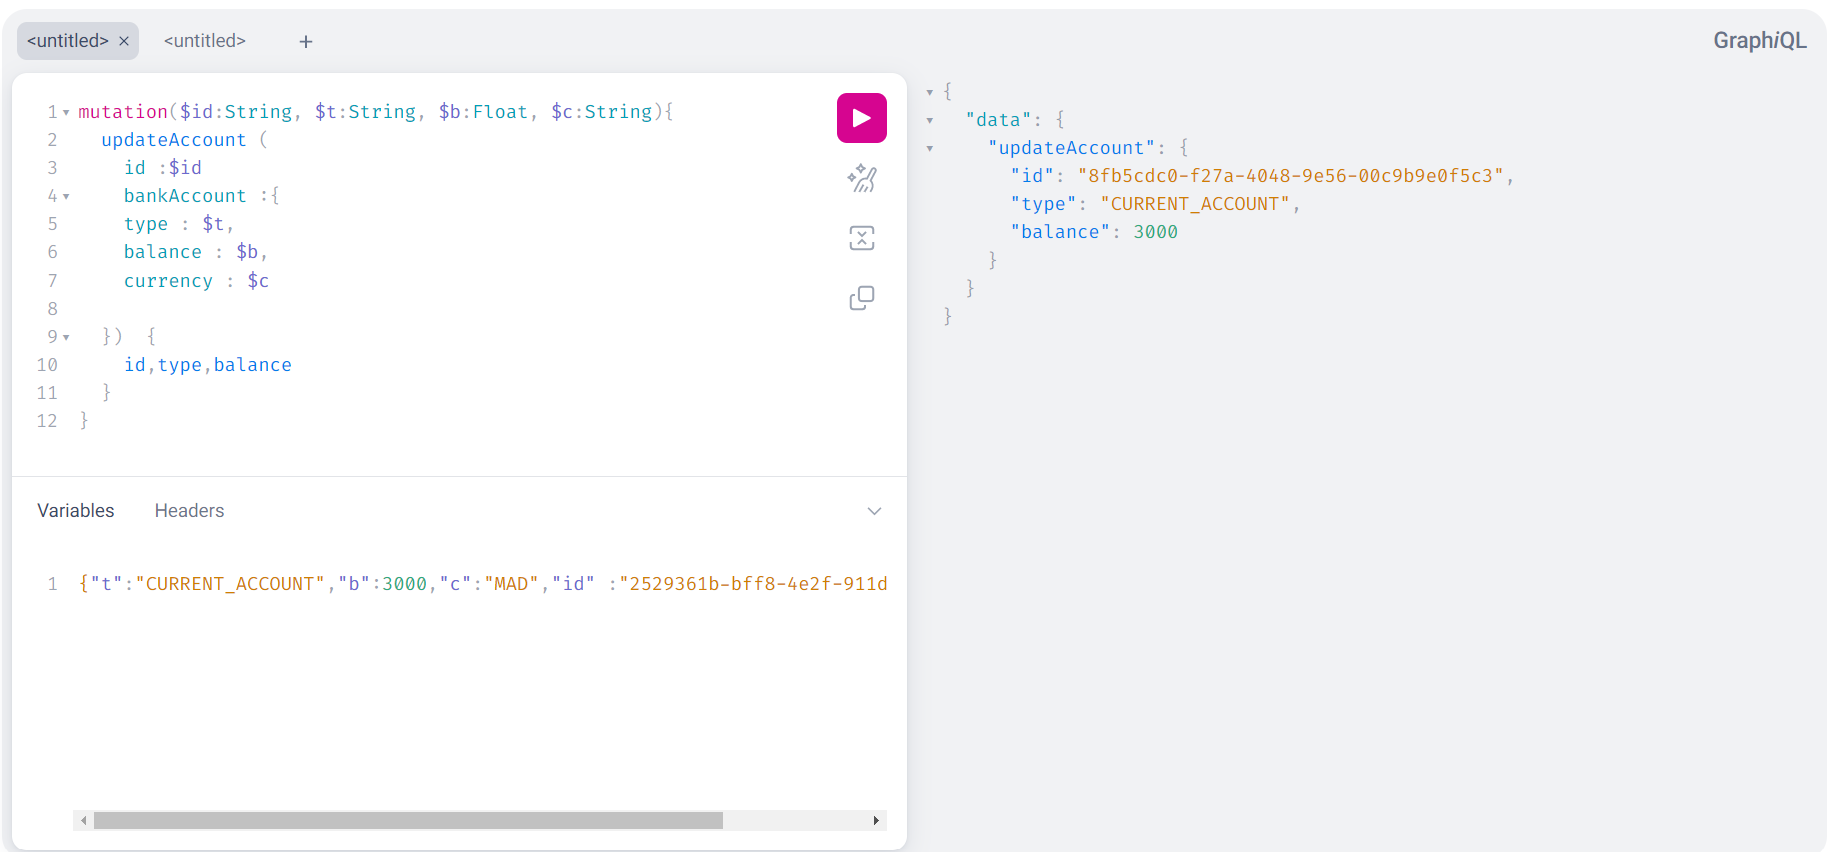 <untitled> × <untitled> +
GraphiQL
1 mutation($id:String, $t:String, $b:Float, $c:String){
2 updateAccount (
3 id :$id
4 bankAccount :{
5 type : $t,
6 balance : $b,
7 currency : $c
8
9 }) {
10 id,type,balance
11 }
12 }
Variables Headers
1 {"t":"CURRENT_ACCOUNT","b":3000,"c":"MAD","id" :"2529361b-bff8-4e2f-911d
{
"data": {
"updateAccount": {
"id": "8fb5cdc0-f27a-4048-9e56-00c9b9e0f5c3",
"type": "CURRENT_ACCOUNT",
"balance": 3000
}
}
}